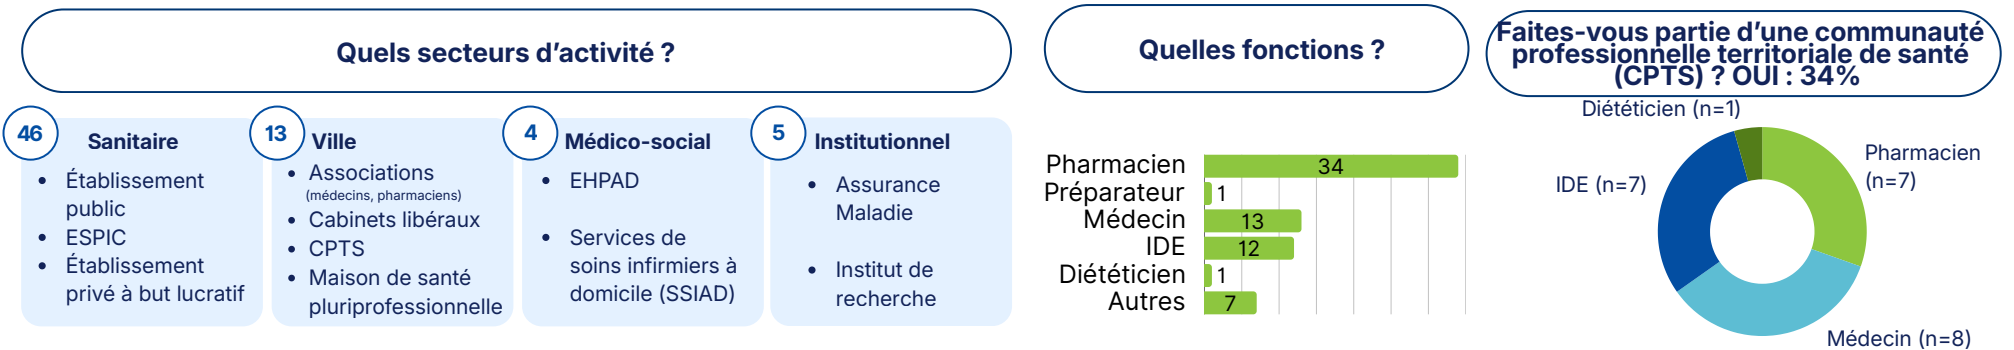 Quels secteurs d’activité ?
46
Sanitaire
• Établissement
public
• ESPIC
• Établissement
privé à but lucratif
13
Ville
• Associations
(médecins, pharmaciens)
• Cabinets libéraux
• CPTS
• Maison de santé
pluriprofessionnelle
4
Médico-social
• EHPAD
• Services de
soins infirmiers à
domicile (SSIAD)
5
Institutionnel
• Assurance
Maladie
• Institut de
recherche
Quelles fonctions ?
Pharmacien 34
Préparateur 1
Médecin 13
IDE 12
Diététicien 1
Autres 7
Faites-vous partie d’une communauté
professionnelle territoriale de santé
(CPTS) ? OUI : 34%
Diététicien (n=1)
Pharmacien
(n=7)
IDE (n=7)
Médecin (n=8)